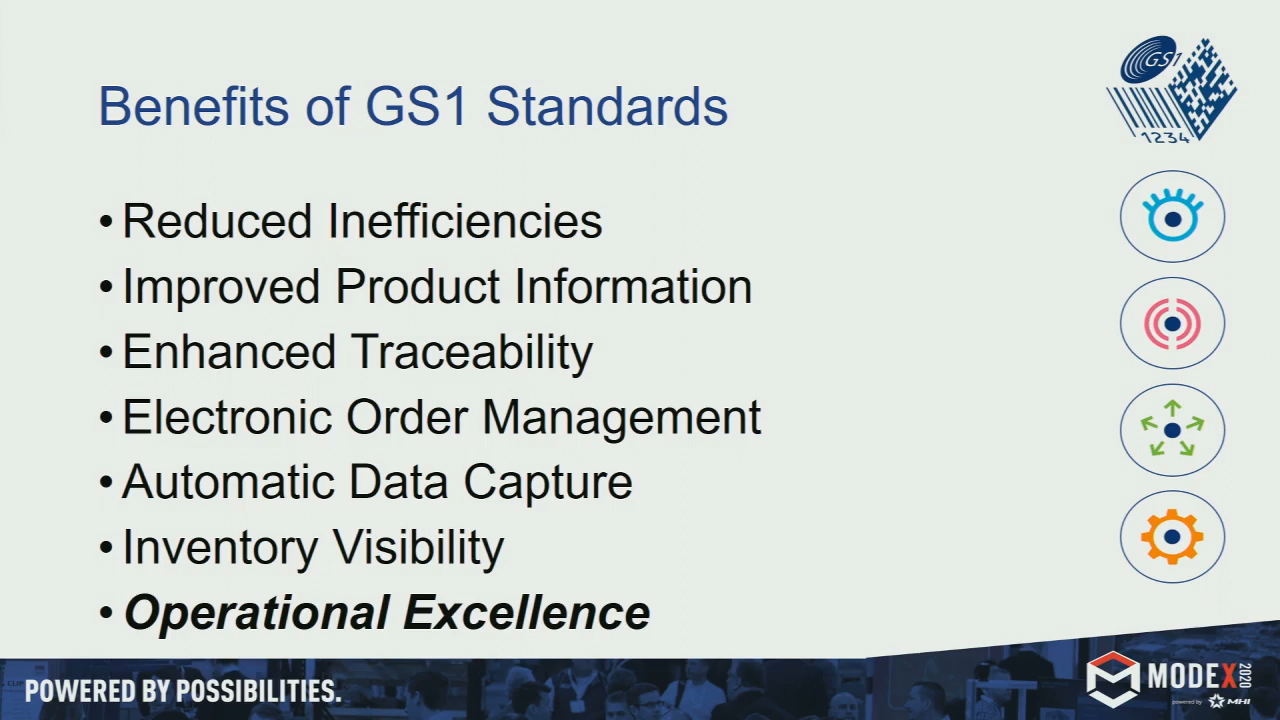 Benefits of GS1 Standards
GS1
1234
• Reduced Inefficiencies
• Improved Product Information
• Enhanced Traceability
• Electronic Order Management
• Automatic Data Capture
• Inventory Visibility
• Operational Excellence
POWERED BY POSSIBILITIES.
MODEX 2020
powered by MHI